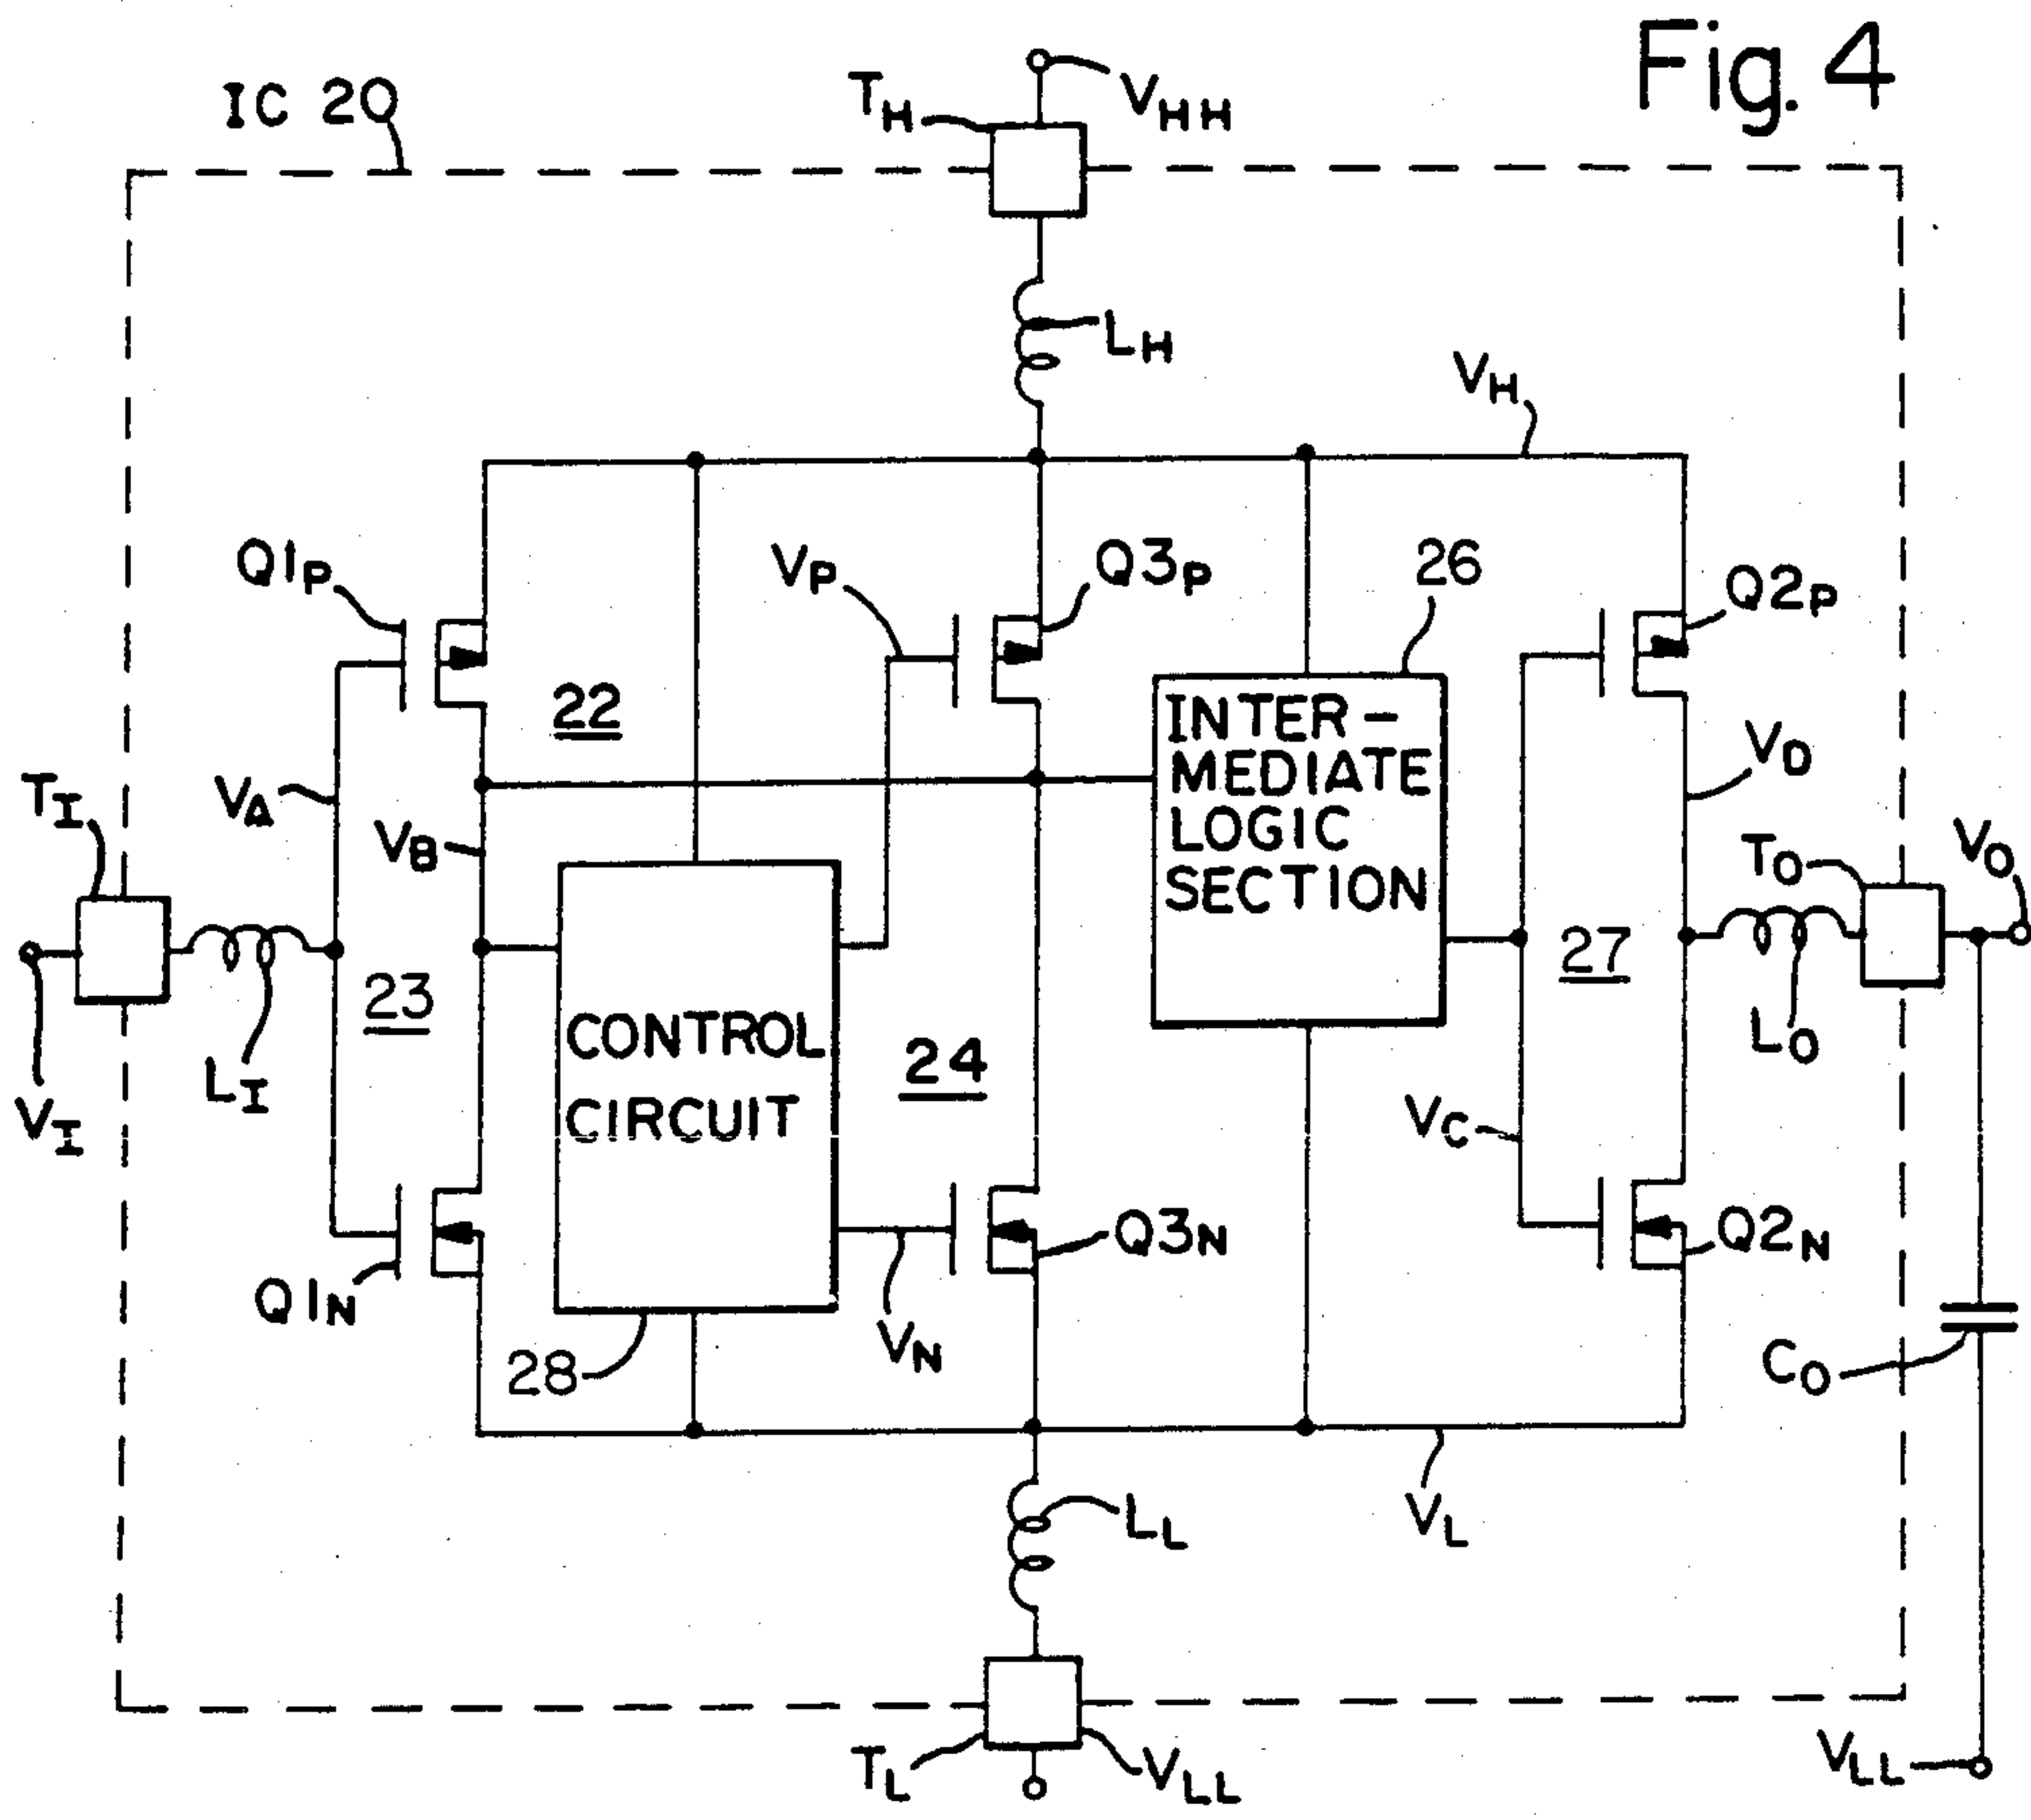 Fig. 4
IC 20
TH
VHH
LH
VH
Q1P
VP
Q3P
26
Q2P
22
INTER-
MEDIATE
LOGIC
SECTION
VD
TI
VA
VB
TO
VO
23
27
CONTROL
CIRCUIT
24
LO
LI
VI
VC
Q1N
Q3N
Q2N
VN
28
CO
LL
VL
TL
VLL
VLL